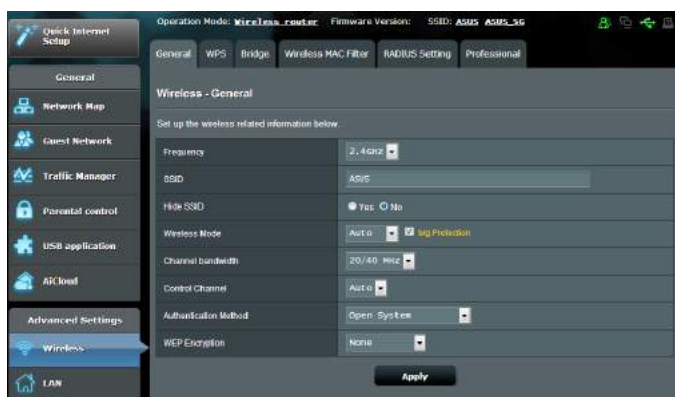 Quick Internet
Setup
Operation Mode: Wireless router Firmware Version: SSID: ASUS ASUS_5G
General WPS Bridge Wireless MAC Filter RADIUS Setting Professional
General
Network Map
Guest Network
Traffic Manager
Parental control
USB application
AiCloud
Advanced Settings
Wireless
LAN
Wireless - General
Set up the wireless related information below.
Frequency 2.4GHz
SSID ASUS
Hide SSID Yes No
Wireless Mode Auto b/g Protection
Channel bandwidth 20/40 MHz
Control Channel Auto
Authentication Method Open System
WEP Encryption None
Apply